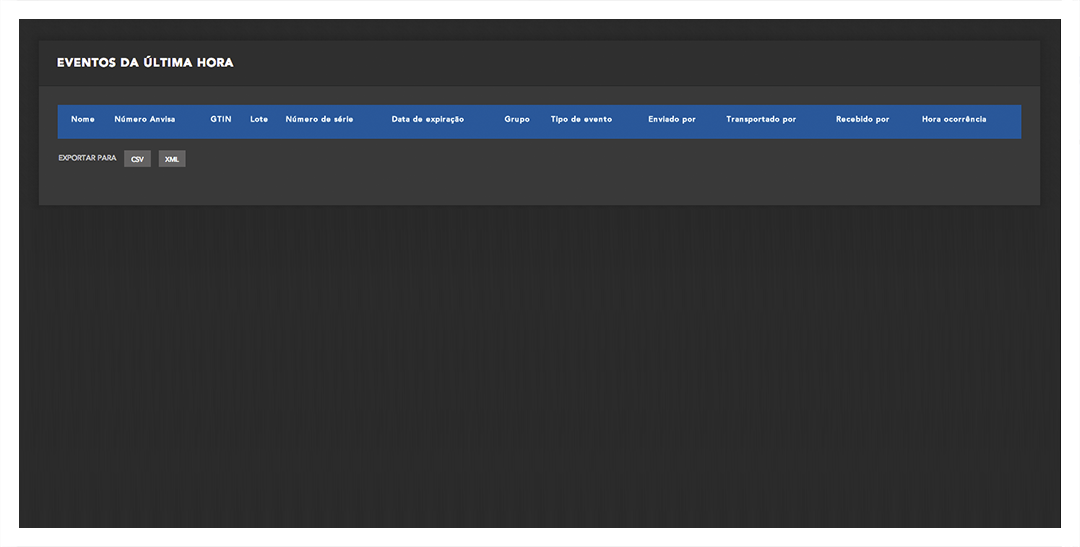 EVENTOS DA ÚLTIMA HORA
Nome Número Anvisa GTIN Lote Número de série Data de expiração Grupo Tipo de evento Enviado por Transportado por Recebido por Hora ocorrência
EXPORTAR PARA CSV XML